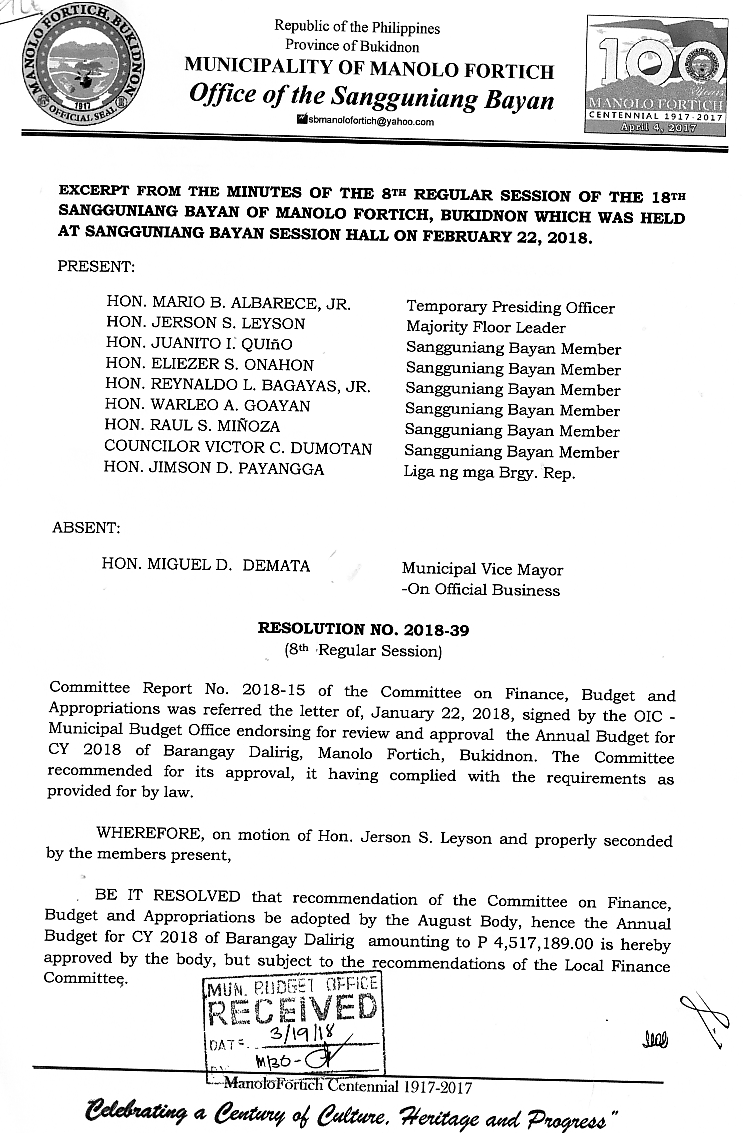 MANOLO FORTICH, BUKIDNON
1917
OFFICIAL SEAL
Republic of the Philippines
Province of Bukidnon
MUNICIPALITY OF MANOLO FORTICH
Office of the Sangguniang Bayan
sbmanolofortich@yahoo.com
100
Years
MANOLO FORTICH
CENTENNIAL 1917-2017
April 4, 2017
EXCERPT FROM THE MINUTES OF THE 8TH REGULAR SESSION OF THE 18TH
SANGGUNIANG BAYAN OF MANOLO FORTICH, BUKIDNON WHICH WAS HELD
AT SANGGUNIANG BAYAN SESSION HALL ON FEBRUARY 22, 2018.
PRESENT:
HON. MARIO B. ALBARECE, JR. Temporary Presiding Officer
HON. JERSON S. LEYSON Majority Floor Leader
HON. JUANITO I. QUIñO Sangguniang Bayan Member
HON. ELIEZER S. ONAHON Sangguniang Bayan Member
HON. REYNALDO L. BAGAYAS, JR. Sangguniang Bayan Member
HON. WARLEO A. GOAYAN Sangguniang Bayan Member
HON. RAUL S. MIÑOZA Sangguniang Bayan Member
COUNCILOR VICTOR C. DUMOTAN Sangguniang Bayan Member
HON. JIMSON D. PAYANGGA Liga ng mga Brgy. Rep.
ABSENT:
HON. MIGUEL D. DEMATA Municipal Vice Mayor
-On Official Business
RESOLUTION NO. 2018-39
(8th Regular Session)
Committee Report No. 2018-15 of the Committee on Finance, Budget and
Appropriations was referred the letter of, January 22, 2018, signed by the OIC -
Municipal Budget Office endorsing for review and approval the Annual Budget for
CY 2018 of Barangay Dalirig, Manolo Fortich, Bukidnon. The Committee
recommended for its approval, it having complied with the requirements as
provided for by law.
WHEREFORE, on motion of Hon. Jerson S. Leyson and properly seconded
by the members present,
BE IT RESOLVED that recommendation of the Committee on Finance,
Budget and Appropriations be adopted by the August Body, hence the Annual
Budget for CY 2018 of Barangay Dalirig amounting to P 4,517,189.00 is hereby
approved by the body, but subject to the recommendations of the Local Finance
Committee.
MUN. BUDGET OFFICE
RECEIVED
DATE: 3/19/18
MBO-
ManoloFortich Centennial 1917-2017
"Celebrating a Century of Culture, Heritage and Progress"